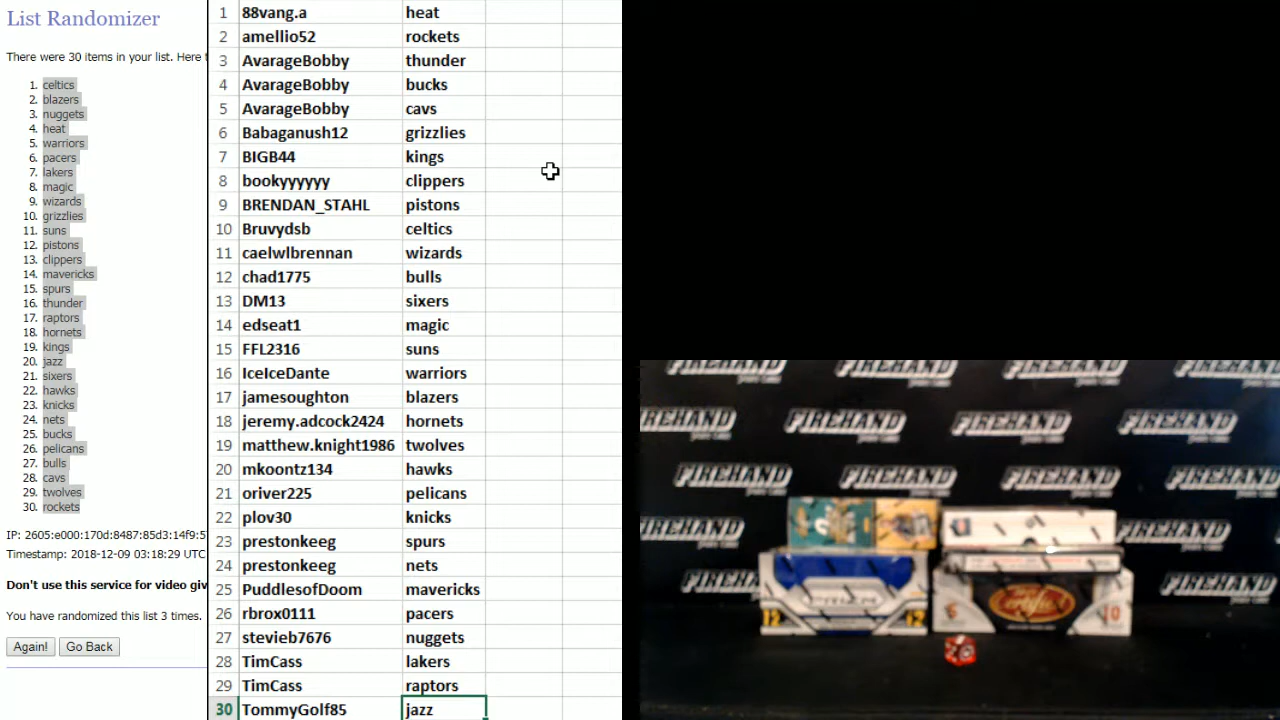 List Randomizer
There were 30 items in your list. Here
1. celtics
2. blazers
3. nuggets
4. heat
5. warriors
6. pacers
7. lakers
8. magic
9. wizards
10. grizzlies
11. suns
12. pistons
13. clippers
14. mavericks
15. spurs
16. thunder
17. raptors
18. hornets
19. kings
20. jazz
21. sixers
22. hawks
23. knicks
24. nets
25. bucks
26. pelicans
27. bulls
28. cavs
29. twolves
30. rockets
IP: 2605:e000:170d:8487:85d3:14f9:5
Timestamp: 2018-12-09 03:18:29 UTC
Don't use this service for video giv
You have randomized this list 3 times.
Again! Go Back
1 88vang.a heat
2 amellio52 rockets
3 AvarageBobby thunder
4 AvarageBobby bucks
5 AvarageBobby cavs
6 Babaganush12 grizzlies
7 BIGB44 kings
8 bookyyyyyy clippers
9 BRENDAN_STAHL pistons
10 Bruvydsb celtics
11 caelwlbrennan wizards
12 chad1775 bulls
13 DM13 sixers
14 edseat1 magic
15 FFL2316 suns
16 IceIceDante warriors
17 jamesoughton blazers
18 jeremy.adcock2424 hornets
19 matthew.knight1986 twolves
20 mkoontz134 hawks
21 oriver225 pelicans
22 plov30 knicks
23 prestonkeeg spurs
24 prestonkeeg nets
25 PuddlesofDoom mavericks
26 rbrox0111 pacers
27 stevieb7676 nuggets
28 TimCass lakers
29 TimCass raptors
30 TommyGolf85 jazz
FIREHAND FIREHAND FIREHAND
FIREHAND FIREHAND FIREHAND
FIREHAND FIREHAND
12 12
10